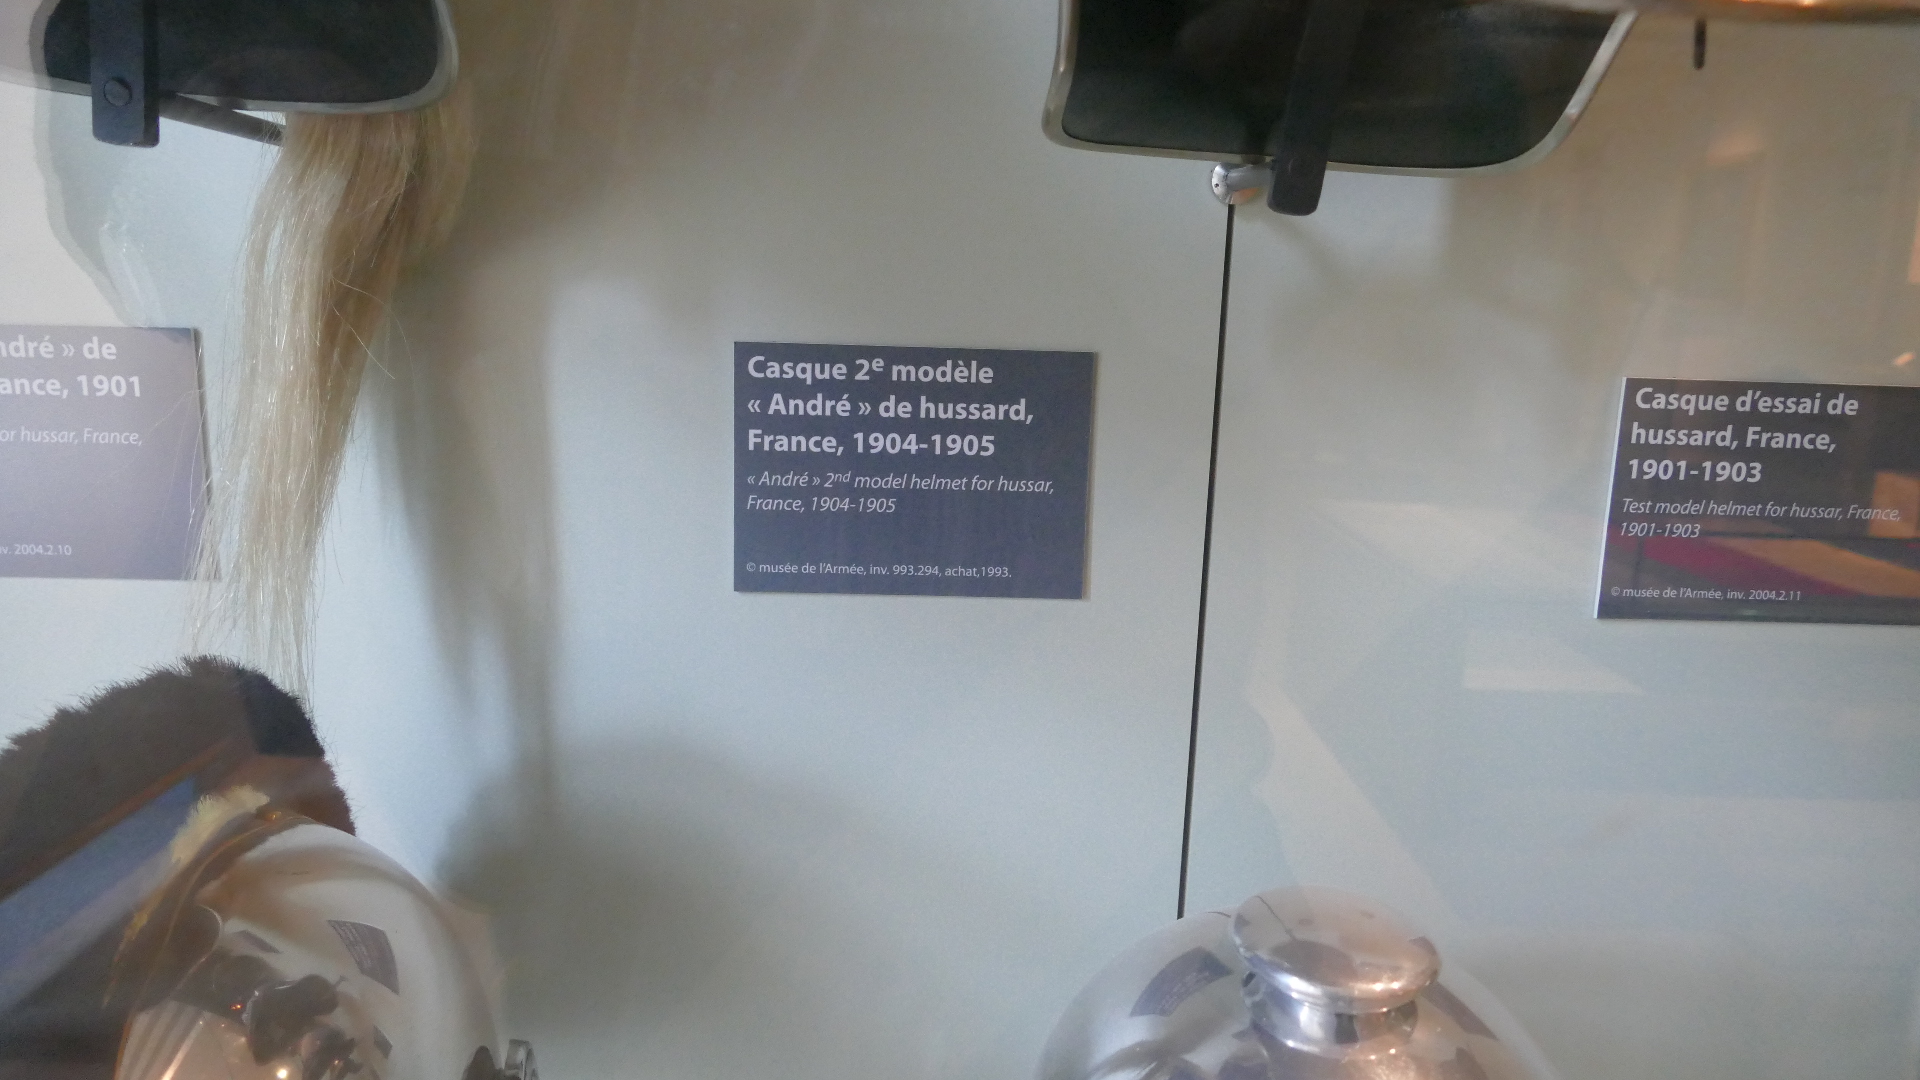 ndré » de
ance, 1901
or hussar, France,
nv. 2004.2.10
Casque 2e modèle
« André » de hussard,
France, 1904-1905
« André » 2nd model helmet for hussar,
France, 1904-1905
© musée de l'Armée, inv. 993.294, achat,1993.
Casque d'essai de
hussard, France,
1901-1903
Test model helmet for hussar, France,
1901-1903
© musée de l'Armée, inv. 2004.2.11